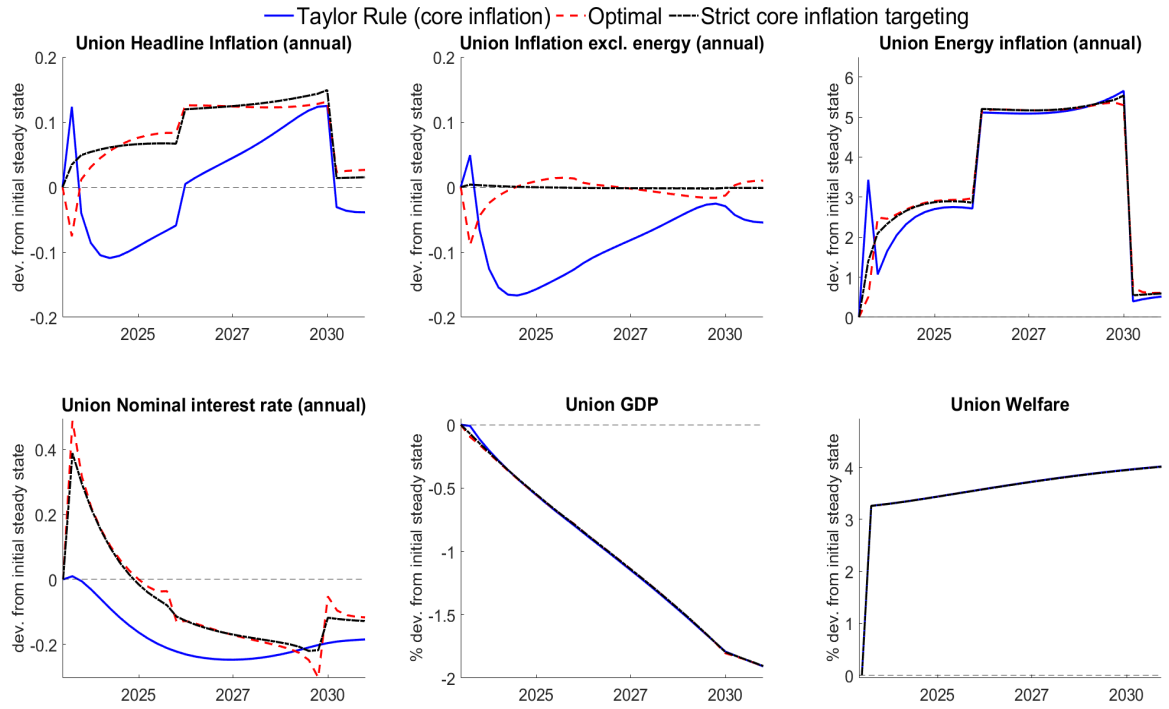 Taylor Rule (core inflation) Optimal Strict core inflation targeting
Union Headline Inflation (annual)
dev. from initial steady state
0.2
0.1
0
-0.1
-0.2
2025 2027 2030
Union Inflation excl. energy (annual)
dev. from initial steady state
0.2
0.1
0
-0.1
-0.2
2025 2027 2030
Union Energy inflation (annual)
dev. from initial steady state
6
5
4
3
2
1
0
2025 2027 2030
Union Nominal interest rate (annual)
dev. from initial steady state
0.4
0.2
0
-0.2
2025 2027 2030
Union GDP
% dev. from initial steady state
0
-0.5
-1
-1.5
-2
2025 2027 2030
Union Welfare
% dev. from initial steady state
4
3
2
1
0
2025 2027 2030